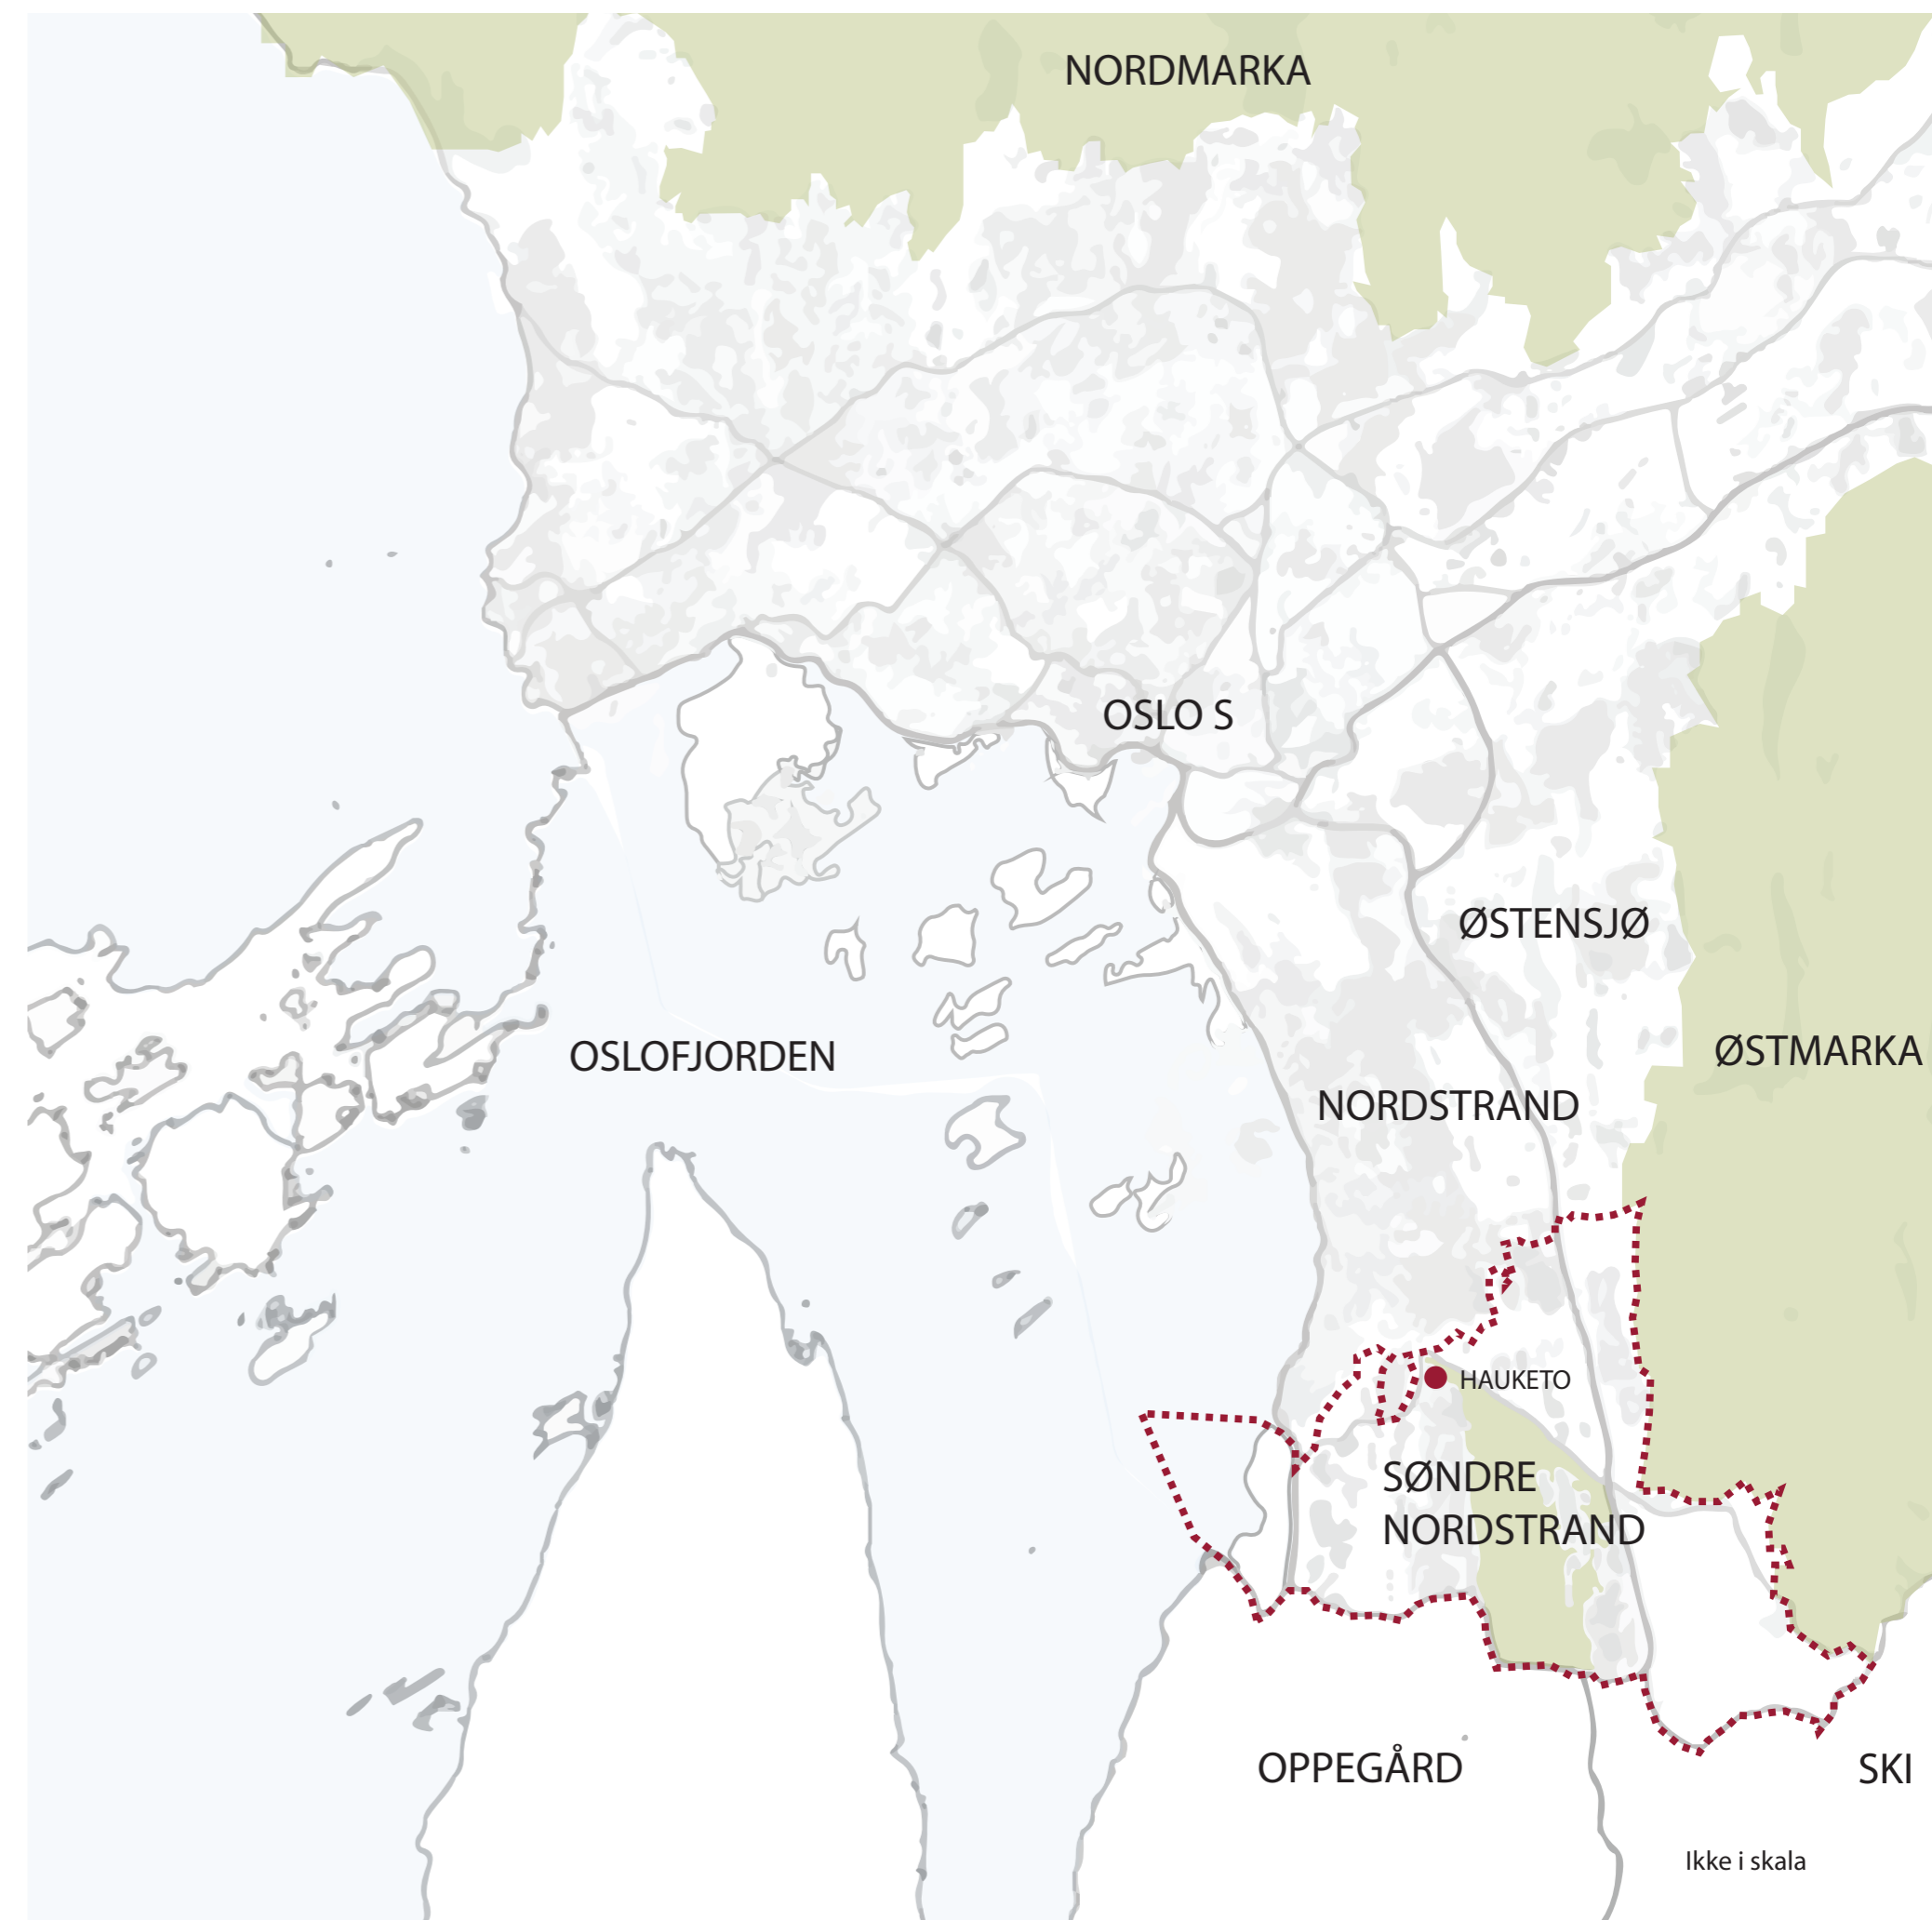 NORDMARKA
OSLO S
ØSTENSJØ
ØSTMARKA
OSLOFJORDEN
NORDSTRAND
HAUKETO
SØNDRE
NORDSTRAND
OPPEGÅRD
SKI
Ikke i skala